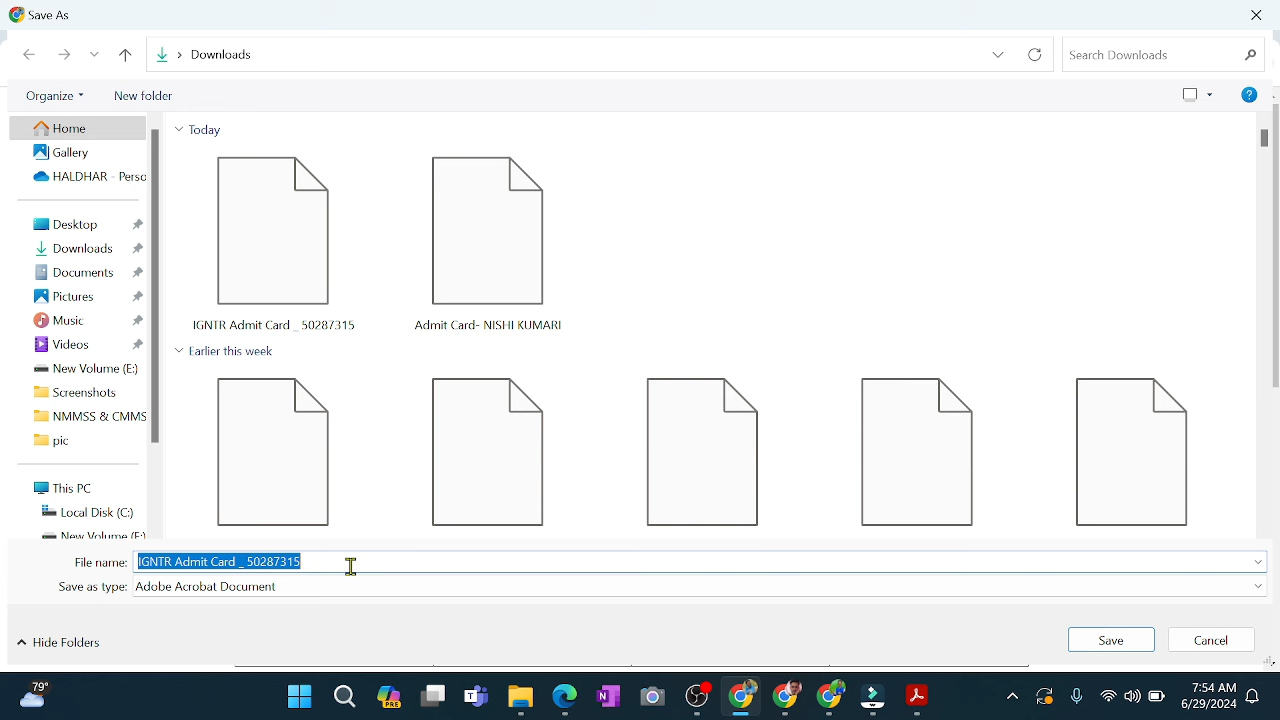 Save As
Downloads
Search Downloads
Organize
New folder
Home
Gallery
HALDHAR - Perso
Desktop
Downloads
Documents
Pictures
Music
Videos
New Volume (E:)
Screenshots
NMMSS & CMMS
pic
This PC
Local Disk (C:)
New Volume (E:)
Today
IGNTR Admit Card _ 50287315
Admit Card- NISHI KUMARI
Earlier this week
File name: IGNTR Admit Card _ 50287315
Save as type: Adobe Acrobat Document
Hide Folders
Save
Cancel
79°
PRE
7:54 AM
6/29/2024